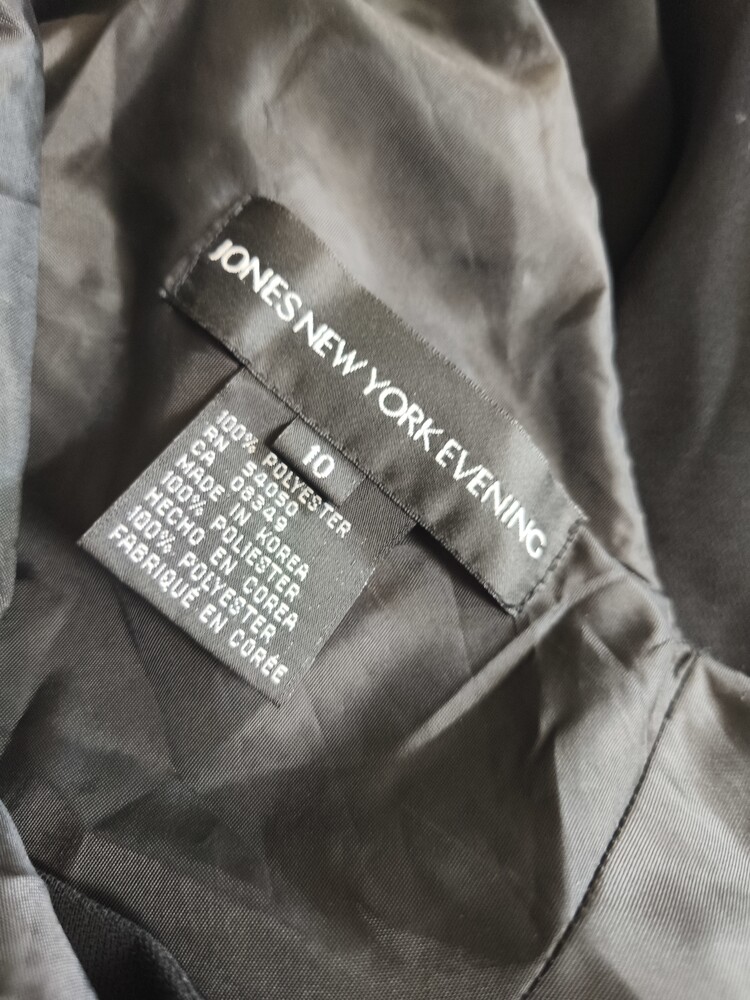 JONES NEW YORK EVENING
10
100% POLYESTER
RN 54050
CA 08349
MADE IN KOREA
100% POLIESTER
HECHO EN COREA
100% POLYESTER
FABRIQUÉ EN CORÉE